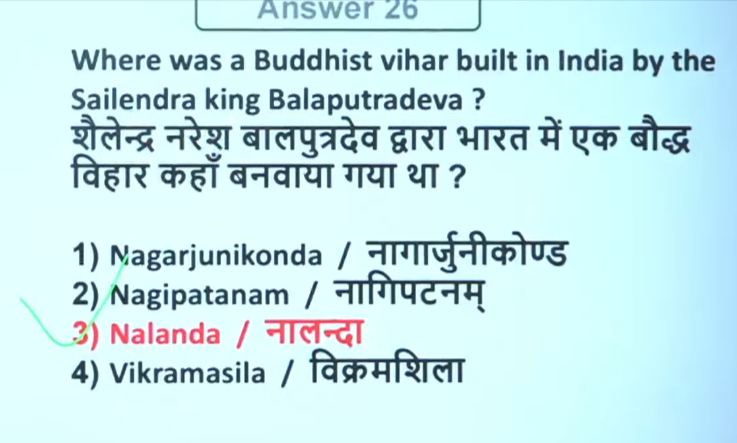 Answer 26
Where was a Buddhist vihar built in India by the
Sailendra king Balaputradeva ?
शैलेन्द्र नरेश बालपुत्रदेव द्वारा भारत में एक बौद्ध
विहार कहाँ बनवाया गया था ?
1) Nagarjunikonda / नागार्जुनीकोण्ड
2) Nagipatanam / नागिपटनम्
3) Nalanda / नालन्दा
4) Vikramasila / विक्रमशिला